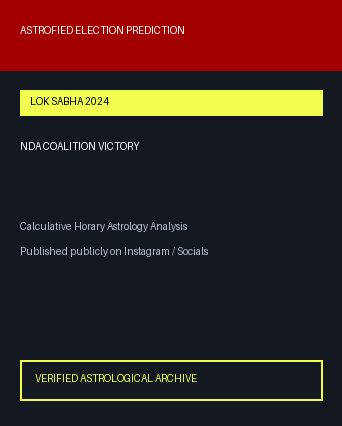 ASTROFIED ELECTION PREDICTION
LOK SABHA 2024
NDA COALITION VICTORY
Calculative Horary Astrology Analysis
Published publicly on Instagram / Socials
VERIFIED ASTROLOGICAL ARCHIVE